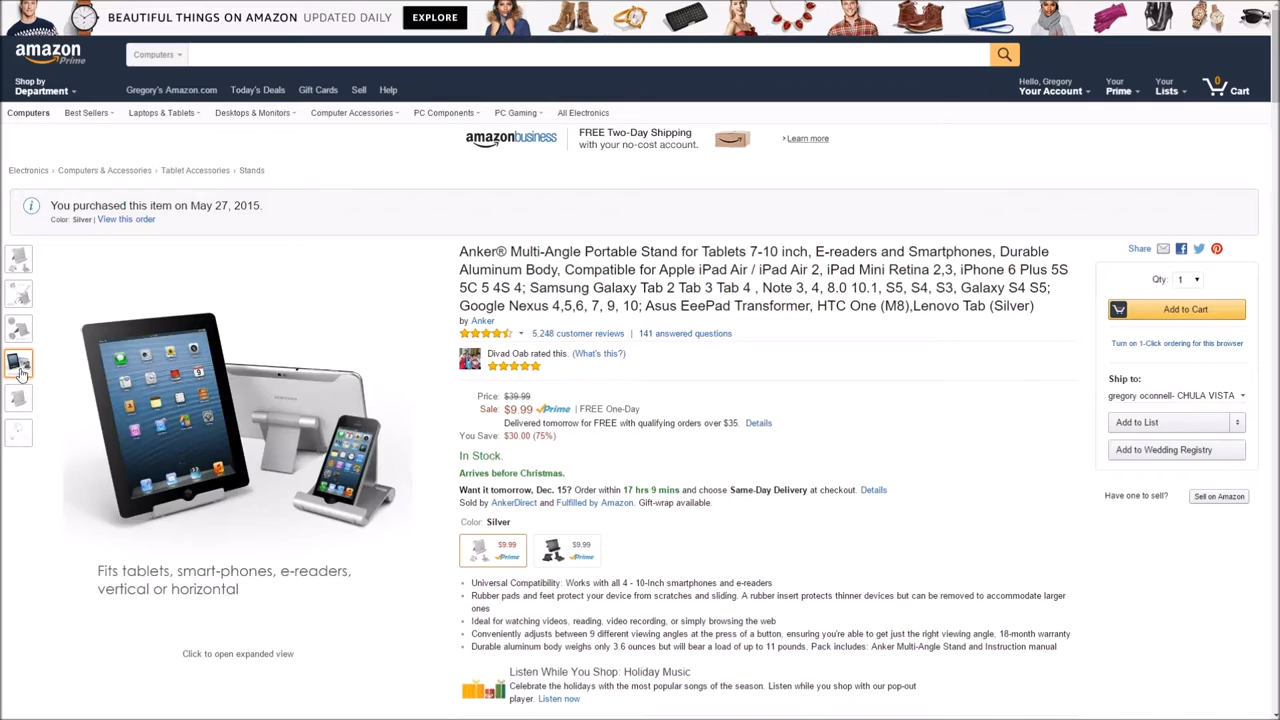 BEAUTIFUL THINGS ON AMAZON UPDATED DAILY EXPLORE
amazon Prime
Computers
Shop by Department
Gregory's Amazon.com Today's Deals Gift Cards Sell Help
Hello, Gregory Your Account
Your Prime
Your Lists
0 Cart
Computers Best Sellers Laptops & Tablets Desktops & Monitors Computer Accessories PC Components PC Gaming All Electronics
amazonbusiness
FREE Two-Day Shipping
with your no-cost account.
› Learn more
Electronics › Computers & Accessories › Tablet Accessories › Stands
i You purchased this item on May 27, 2015.
Color: Silver | View this order
Fits tablets, smart-phones, e-readers,
vertical or horizontal
Click to open expanded view
Anker® Multi-Angle Portable Stand for Tablets 7-10 inch, E-readers and Smartphones, Durable
Aluminum Body, Compatible for Apple iPad Air / iPad Air 2, iPad Mini Retina 2,3, iPhone 6 Plus 5S
5C 5 4S 4; Samsung Galaxy Tab 2 Tab 3 Tab 4 , Note 3, 4, 8.0 10.1, S5, S4, S3, Galaxy S4 S5;
Google Nexus 4,5,6, 7, 9, 10; Asus EeePad Transformer, HTC One (M8),Lenovo Tab (Silver)
by Anker
5,248 customer reviews | 141 answered questions
Divad Oab rated this. (What's this?)
Price: $39.99
Sale: $9.99 Prime | FREE One-Day
Delivered tomorrow for FREE with qualifying orders over $35. Details
You Save: $30.00 (75%)
In Stock.
Arrives before Christmas.
Want it tomorrow, Dec. 15? Order within 17 hrs 9 mins and choose Same-Day Delivery at checkout. Details
Sold by AnkerDirect and Fulfilled by Amazon. Gift-wrap available.
Color: Silver
$9.99 Prime
$9.99 Prime
Universal Compatibility: Works with all 4 - 10-Inch smartphones and e-readers
Rubber pads and feet protect your device from scratches and sliding. A rubber insert protects thinner devices but can be removed to accommodate larger
ones
Ideal for watching videos, reading, video recording, or simply browsing the web
Conveniently adjusts between 9 different viewing angles at the press of a button, ensuring you're able to get just the right viewing angle, 18-month warranty
Durable aluminum body weighs only 3.6 ounces but will bear a load of up to 11 pounds, Pack includes: Anker Multi-Angle Stand and Instruction manual
Listen While You Shop: Holiday Music
Celebrate the holidays with the most popular songs of the season. Listen while you shop with our pop-out
player. Listen now
Share
Qty: 1
Add to Cart
Turn on 1-Click ordering for this browser
Ship to:
gregory oconnell- CHULA VISTA
Add to List
Add to Wedding Registry
Have one to sell? Sell on Amazon